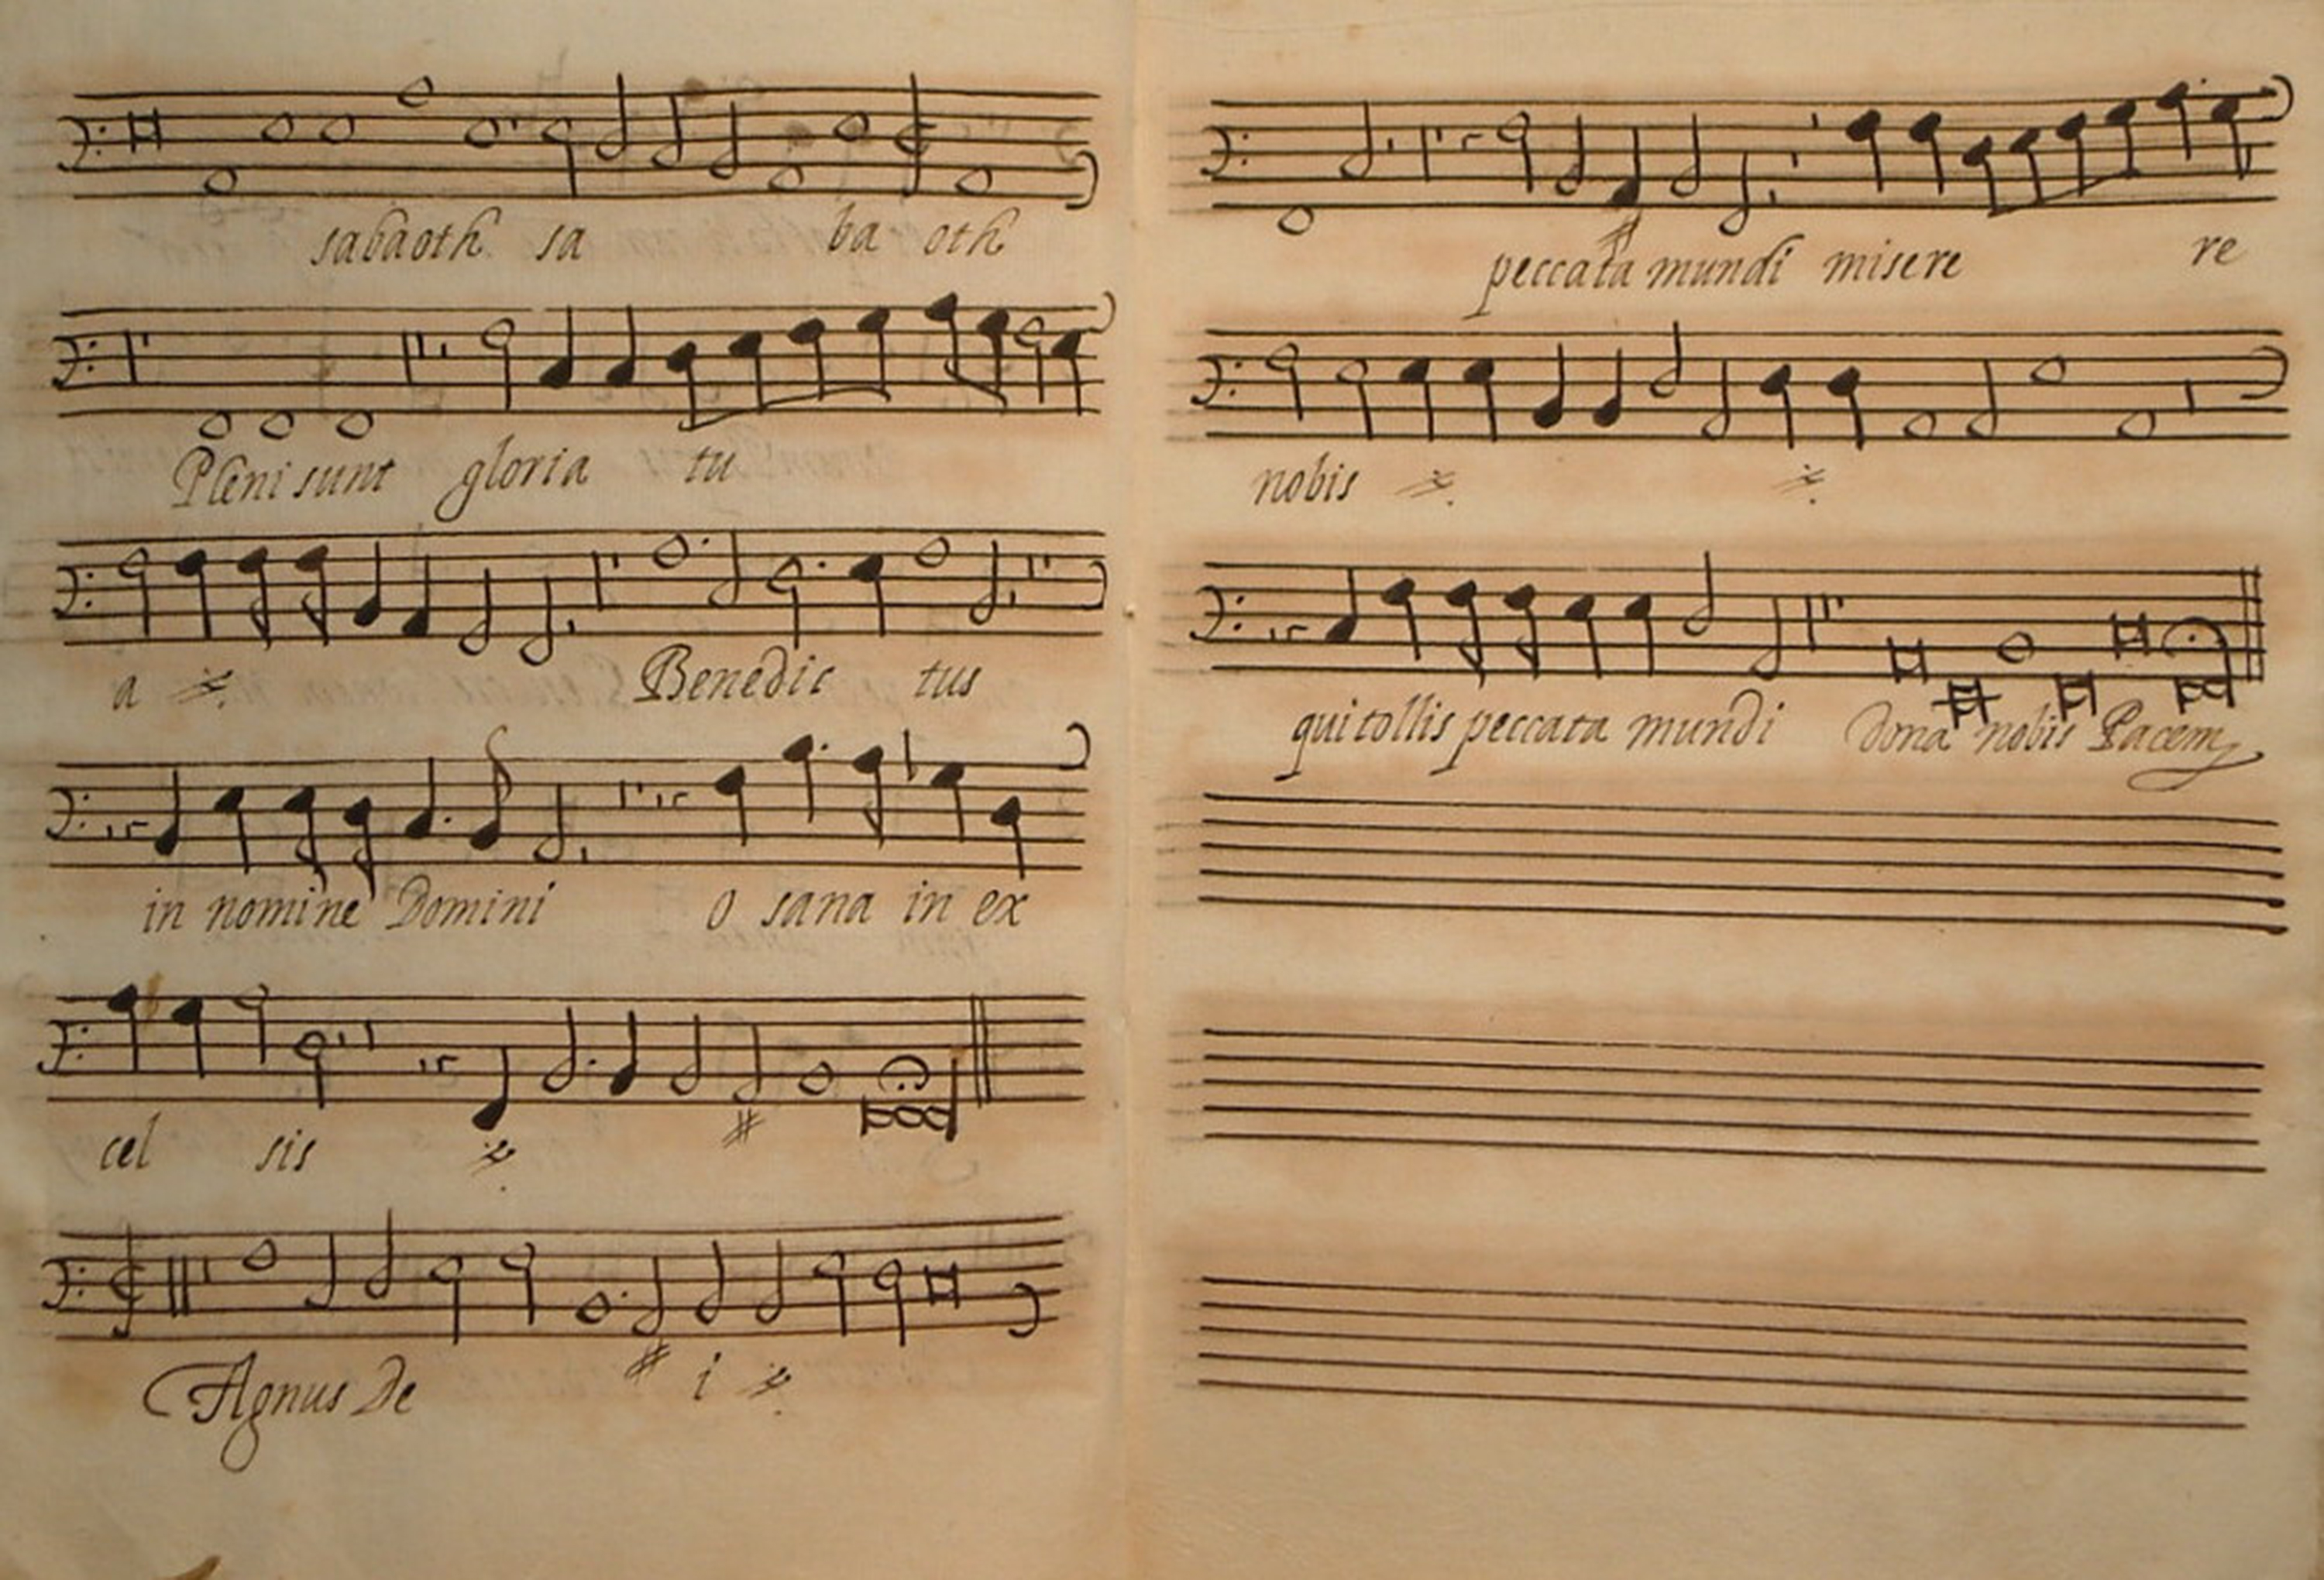 sabaoth sa ba oth
Pleni sunt gloria tu
a Benedic tus
in nomine Domini O sana in ex
cel sis
Agnus De i
peccata mundi misere re
nobis
qui tollis peccata mundi dona nobis Pacem